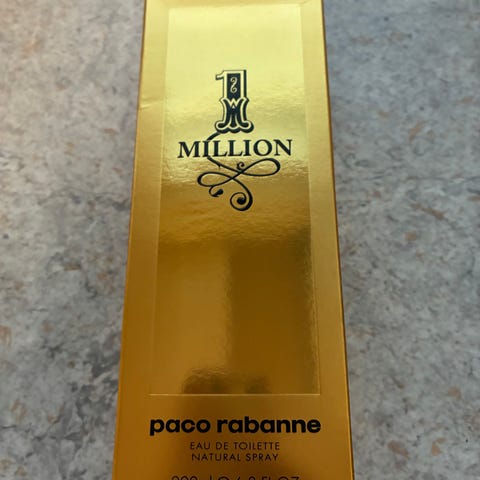 1
MILLION
paco rabanne
EAU DE TOILETTE
NATURAL SPRAY